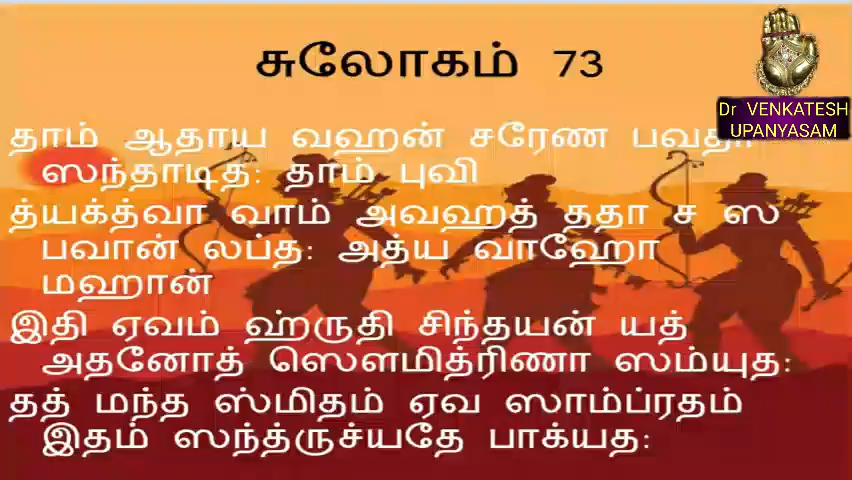 சுலோகம் 73
Dr VENKATESH
UPANYASAM
தாம் ஆதாய வஹன் சரேண பவதா
ஸந்தாடித: தாம் புவி
த்யக்த்வா வாம் அவஹத் ததா ச ஸ
பவான் லப்த: அத்ய வாஹோ
மஹான்
இதி ஏவம் ஹ்ருதி சிந்தயன் யத்
அதனோத் ஸௌமித்ரிணா ஸம்யுத:
தத் மந்த ஸ்மிதம் ஏவ ஸாம்ப்ரதம்
இதம் ஸந்த்ருச்யதே பாக்யத: